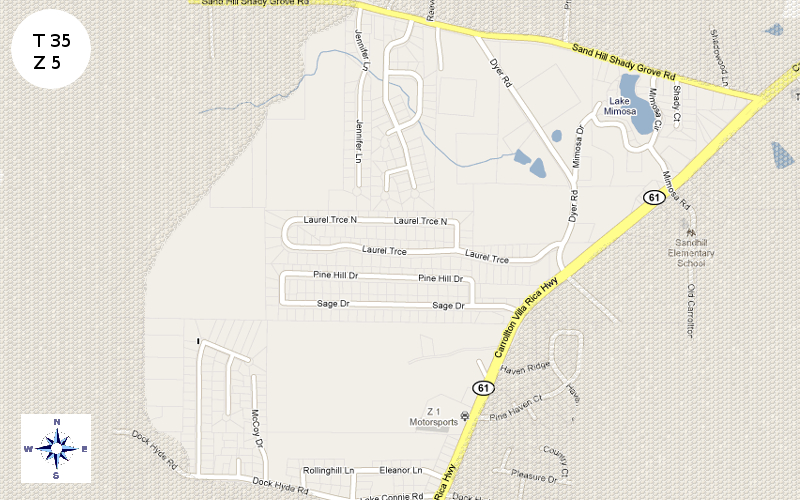 Sand Hill Shady Grove Rd
T 35
Z 5
Jennifer Ln
Jennifer Ln
Dyer Rd
Sand Hill Shady Grove Rd
Shadowood Ln
Lake
Mimosa
Mimosa Cir
Shady Ct
Mimosa Dr
Mimosa Rd
61
Dyer Rd
Sandhill
Elementary
School
Old Carrollton
Laurel Trce N
Laurel Trce N
Laurel Trce
Laurel Trce
Pine Hill Dr
Pine Hill Dr
Sage Dr
Sage Dr
Carrollton Villa Rica Hwy
Haven Ridge
61
Pine Haven Ct
Z 1
Motorsports
McCoy Dr
N
W
E
S
Dock Hyde Rd
Dock Hyda Rd
Rollinghill Ln
Eleanor Ln
Lake Connie Rd
Rica Hwy
Country Ct
Pleasure Dr